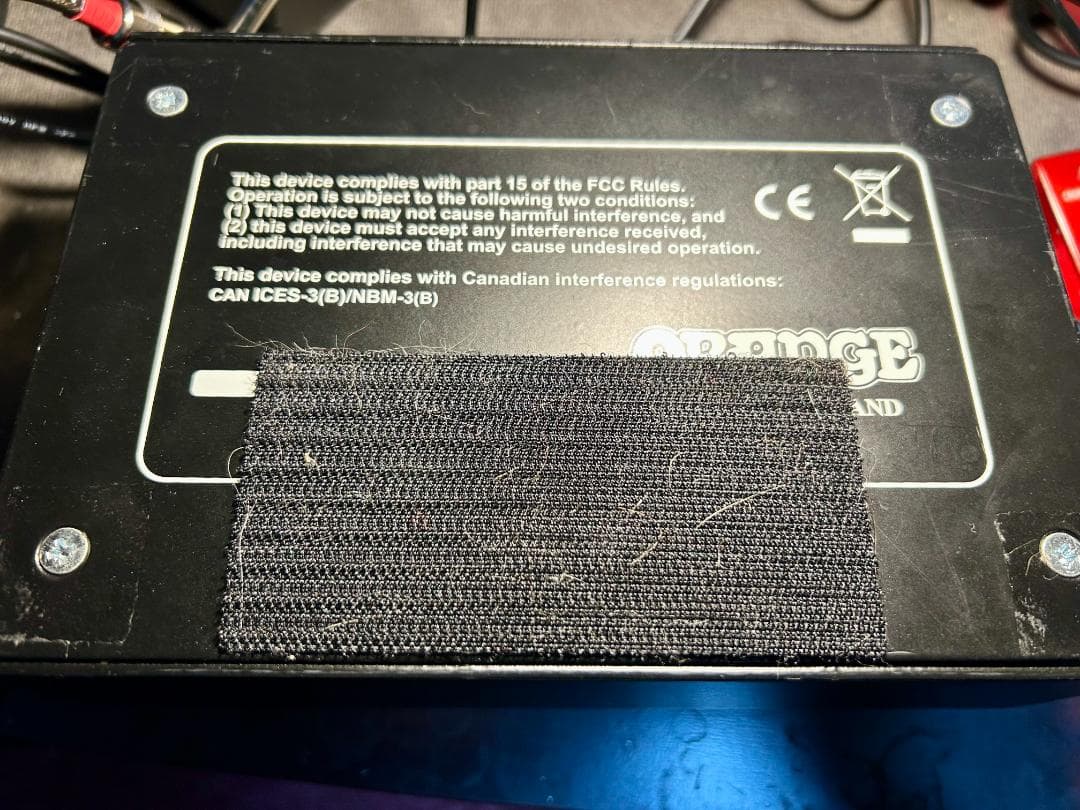 This device complies with part 15 of the FCC Rules.
Operation is subject to the following two conditions:
(1) This device may not cause harmful interference, and
(2) this device must accept any interference received,
including interference that may cause undesired operation.
CE
This device complies with Canadian interference regulations:
CAN ICES-3(B)/NBM-3(B)
ORANGE
AND